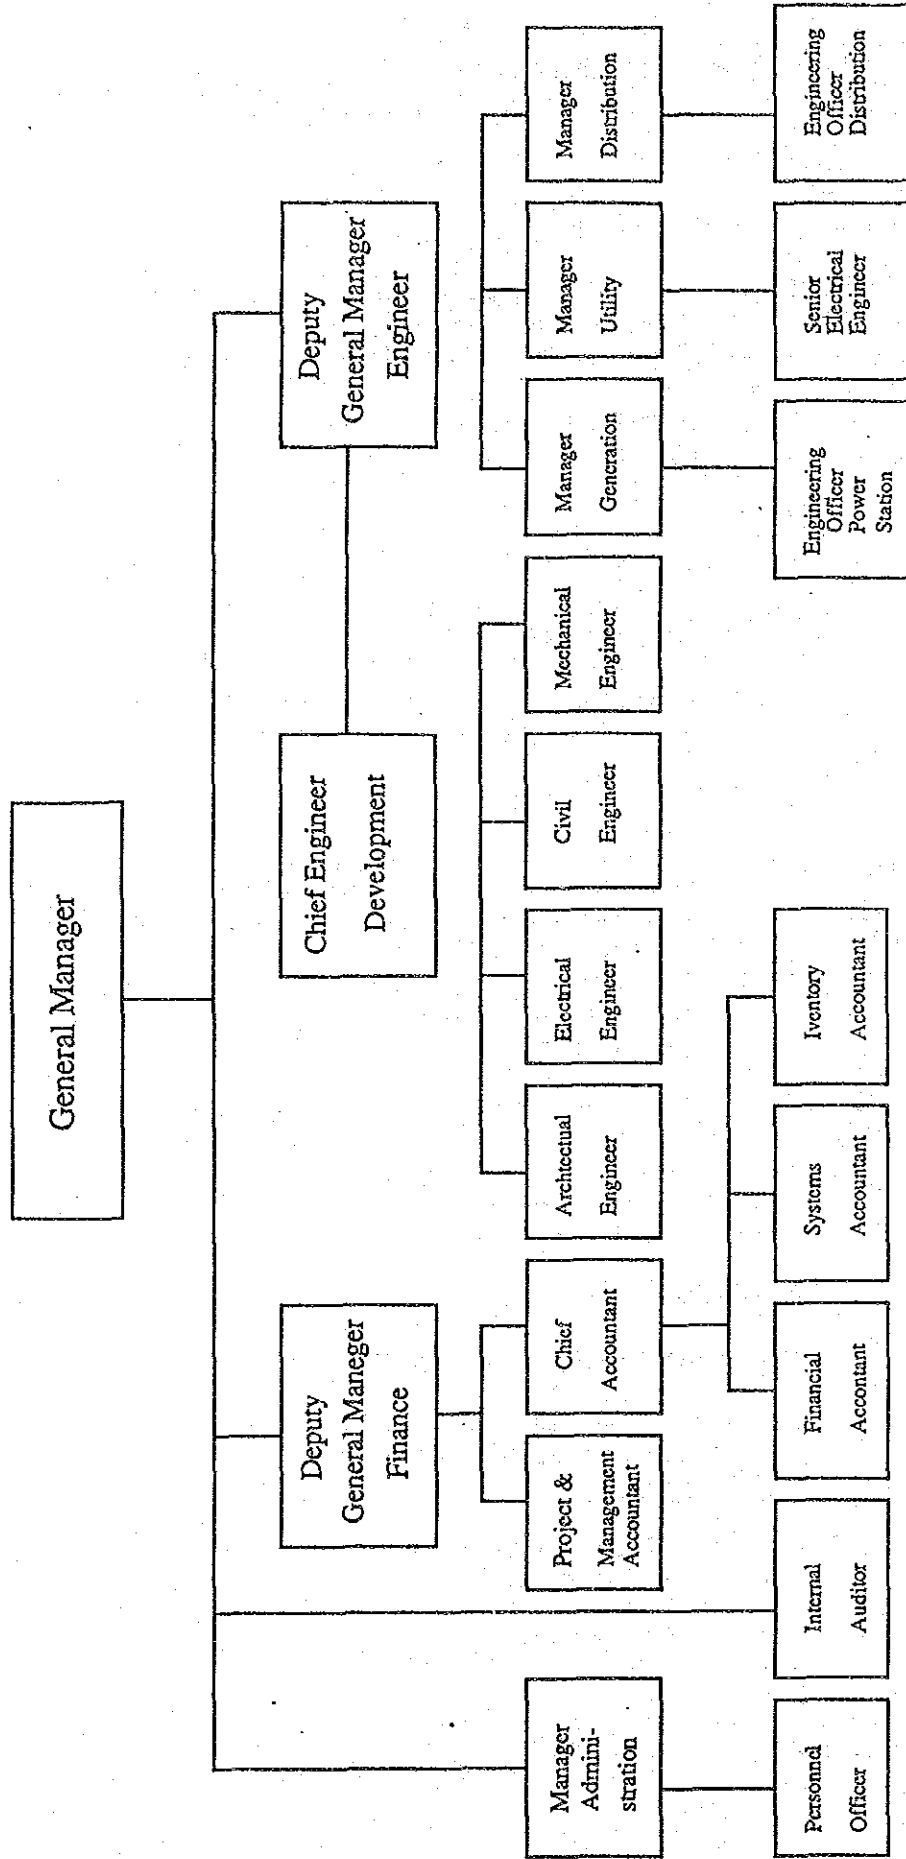 General Manager
Deputy
General Maneger
Finance
Chief Engineer
Development
Deputy
General Manager
Engineer
Manager
Admini-
stration
Project &
Management
Accountant
Chief
Accountant
Archtectual
Engineer
Electrical
Engineer
Civil
Engineer
Mechanical
Engineer
Manager
Generation
Manager
Utility
Manager
Distribution
Personnel
Officer
Internal
Auditor
Financial
Accontant
Systems
Accountant
Iventory
Accountant
Engineering
Officer
Power
Station
Senior
Electrical
Engineer
Engineering
Officer
Distribution